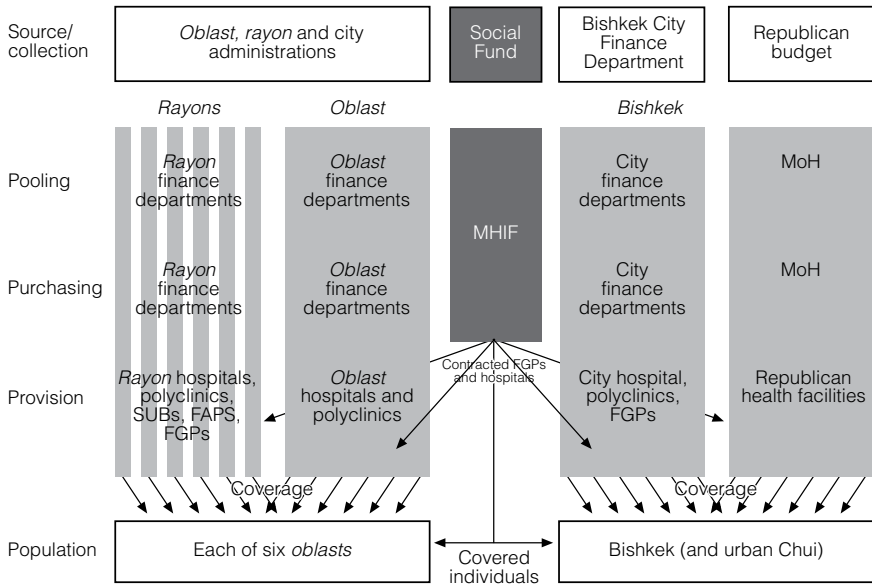 Source/
collection
Oblast, rayon and city
administrations
Social
Fund
Bishkek City
Finance
Department
Republican
budget
Rayons
Oblast
Bishkek
Pooling
Rayon
finance
departments
Oblast
finance
departments
MHIF
City
finance
departments
MoH
Purchasing
Rayon
finance
departments
Oblast
finance
departments
City
finance
departments
MoH
Provision
Rayon hospitals,
polyclinics,
SUBs, FAPS,
FGPs
Oblast
hospitals and
polyclinics
Contracted FGPs
and hospitals
City hospital,
polyclinics,
FGPs
Republican
health facilities
Coverage
Coverage
Population
Each of six oblasts
Covered
individuals
Bishkek (and urban Chui)